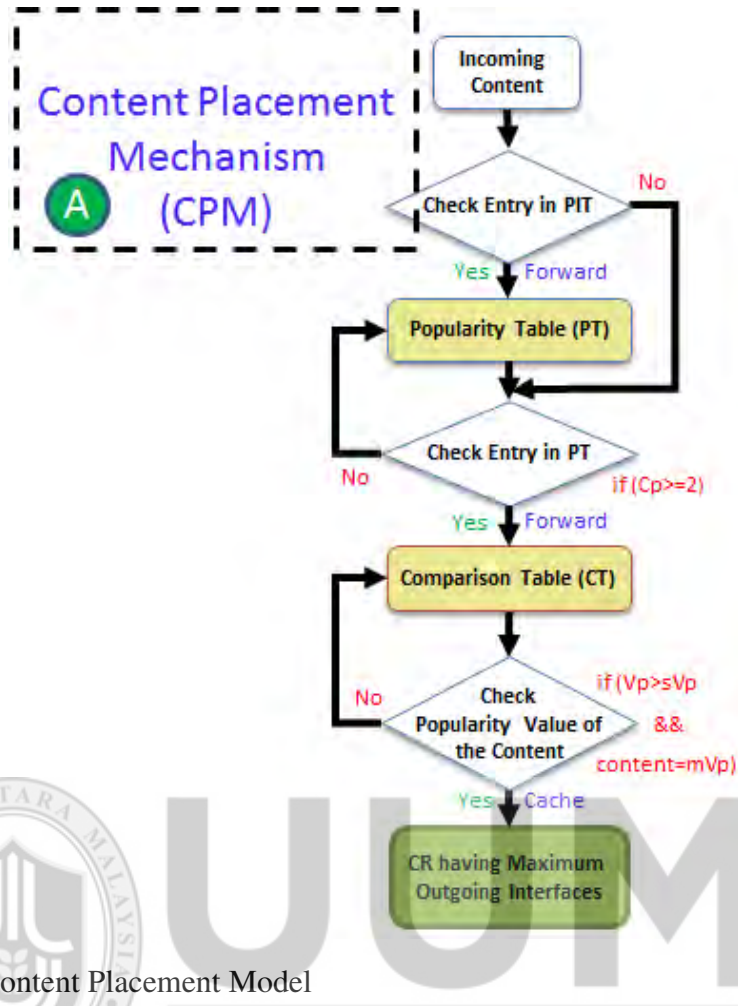 Content Placement
Mechanism
(CPM)
A
Incoming
Content
Check Entry in PIT
No
Yes Forward
Popularity Table (PT)
Check Entry in PT
No
if(Cp>=2)
Yes Forward
Comparison Table (CT)
Check
Popularity Value of
the Content
No
if(Vp>sVp
&&
content=mVp)
Yes Cache
CR having Maximum
Outgoing Interfaces
UUM
TARA
MALAYSIA
ontent Placement Model